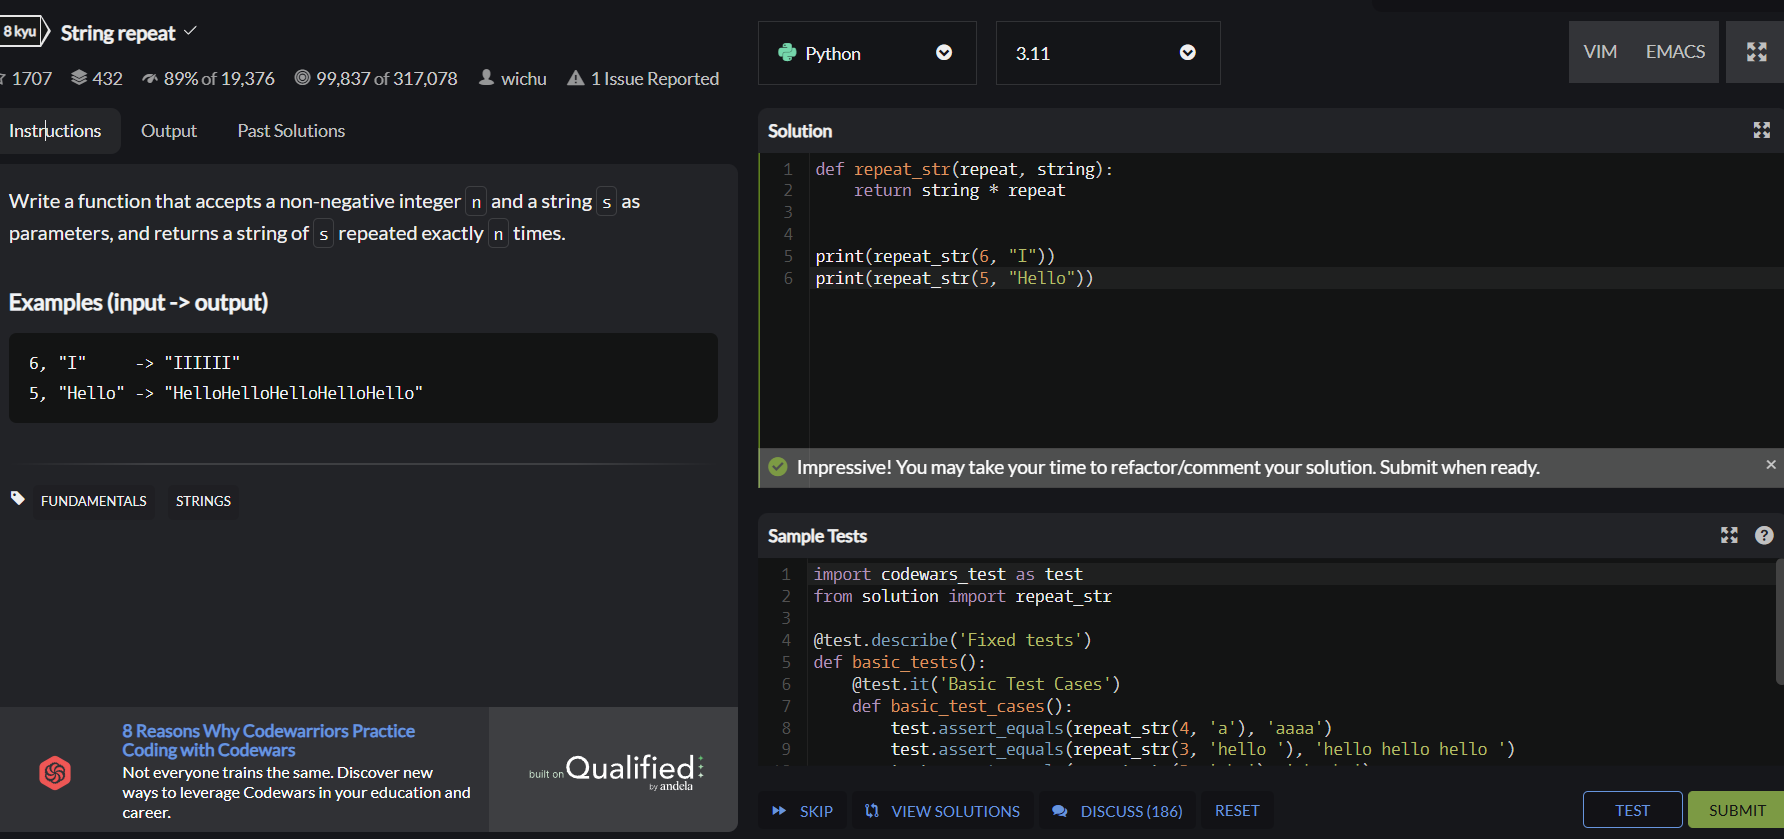 8 kyu
String repeat
1707 432 89% of 19,376 99,837 of 317,078 wichu 1 Issue Reported
Instructions Output Past Solutions
Write a function that accepts a non-negative integer n and a string s as
parameters, and returns a string of s repeated exactly n times.
Examples (input -> output)
6, "I"     -> "IIIIII"
5, "Hello" -> "HelloHelloHelloHelloHello"
FUNDAMENTALS STRINGS
8 Reasons Why Codewarriors Practice
Coding with Codewars
Not everyone trains the same. Discover new
ways to leverage Codewars in your education and
career.
built on Qualified
by andela
Python 3.11 VIM EMACS
Solution
1 def repeat_str(repeat, string):
2     return string * repeat
3
4
5 print(repeat_str(6, "I"))
6 print(repeat_str(5, "Hello"))
Impressive! You may take your time to refactor/comment your solution. Submit when ready.
Sample Tests
1 import codewars_test as test
2 from solution import repeat_str
3
4 @test.describe('Fixed tests')
5 def basic_tests():
6     @test.it('Basic Test Cases')
7     def basic_test_cases():
8         test.assert_equals(repeat_str(4, 'a'), 'aaaa')
9         test.assert_equals(repeat_str(3, 'hello '), 'hello hello hello ')
SKIP VIEW SOLUTIONS DISCUSS (186) RESET TEST SUBMIT